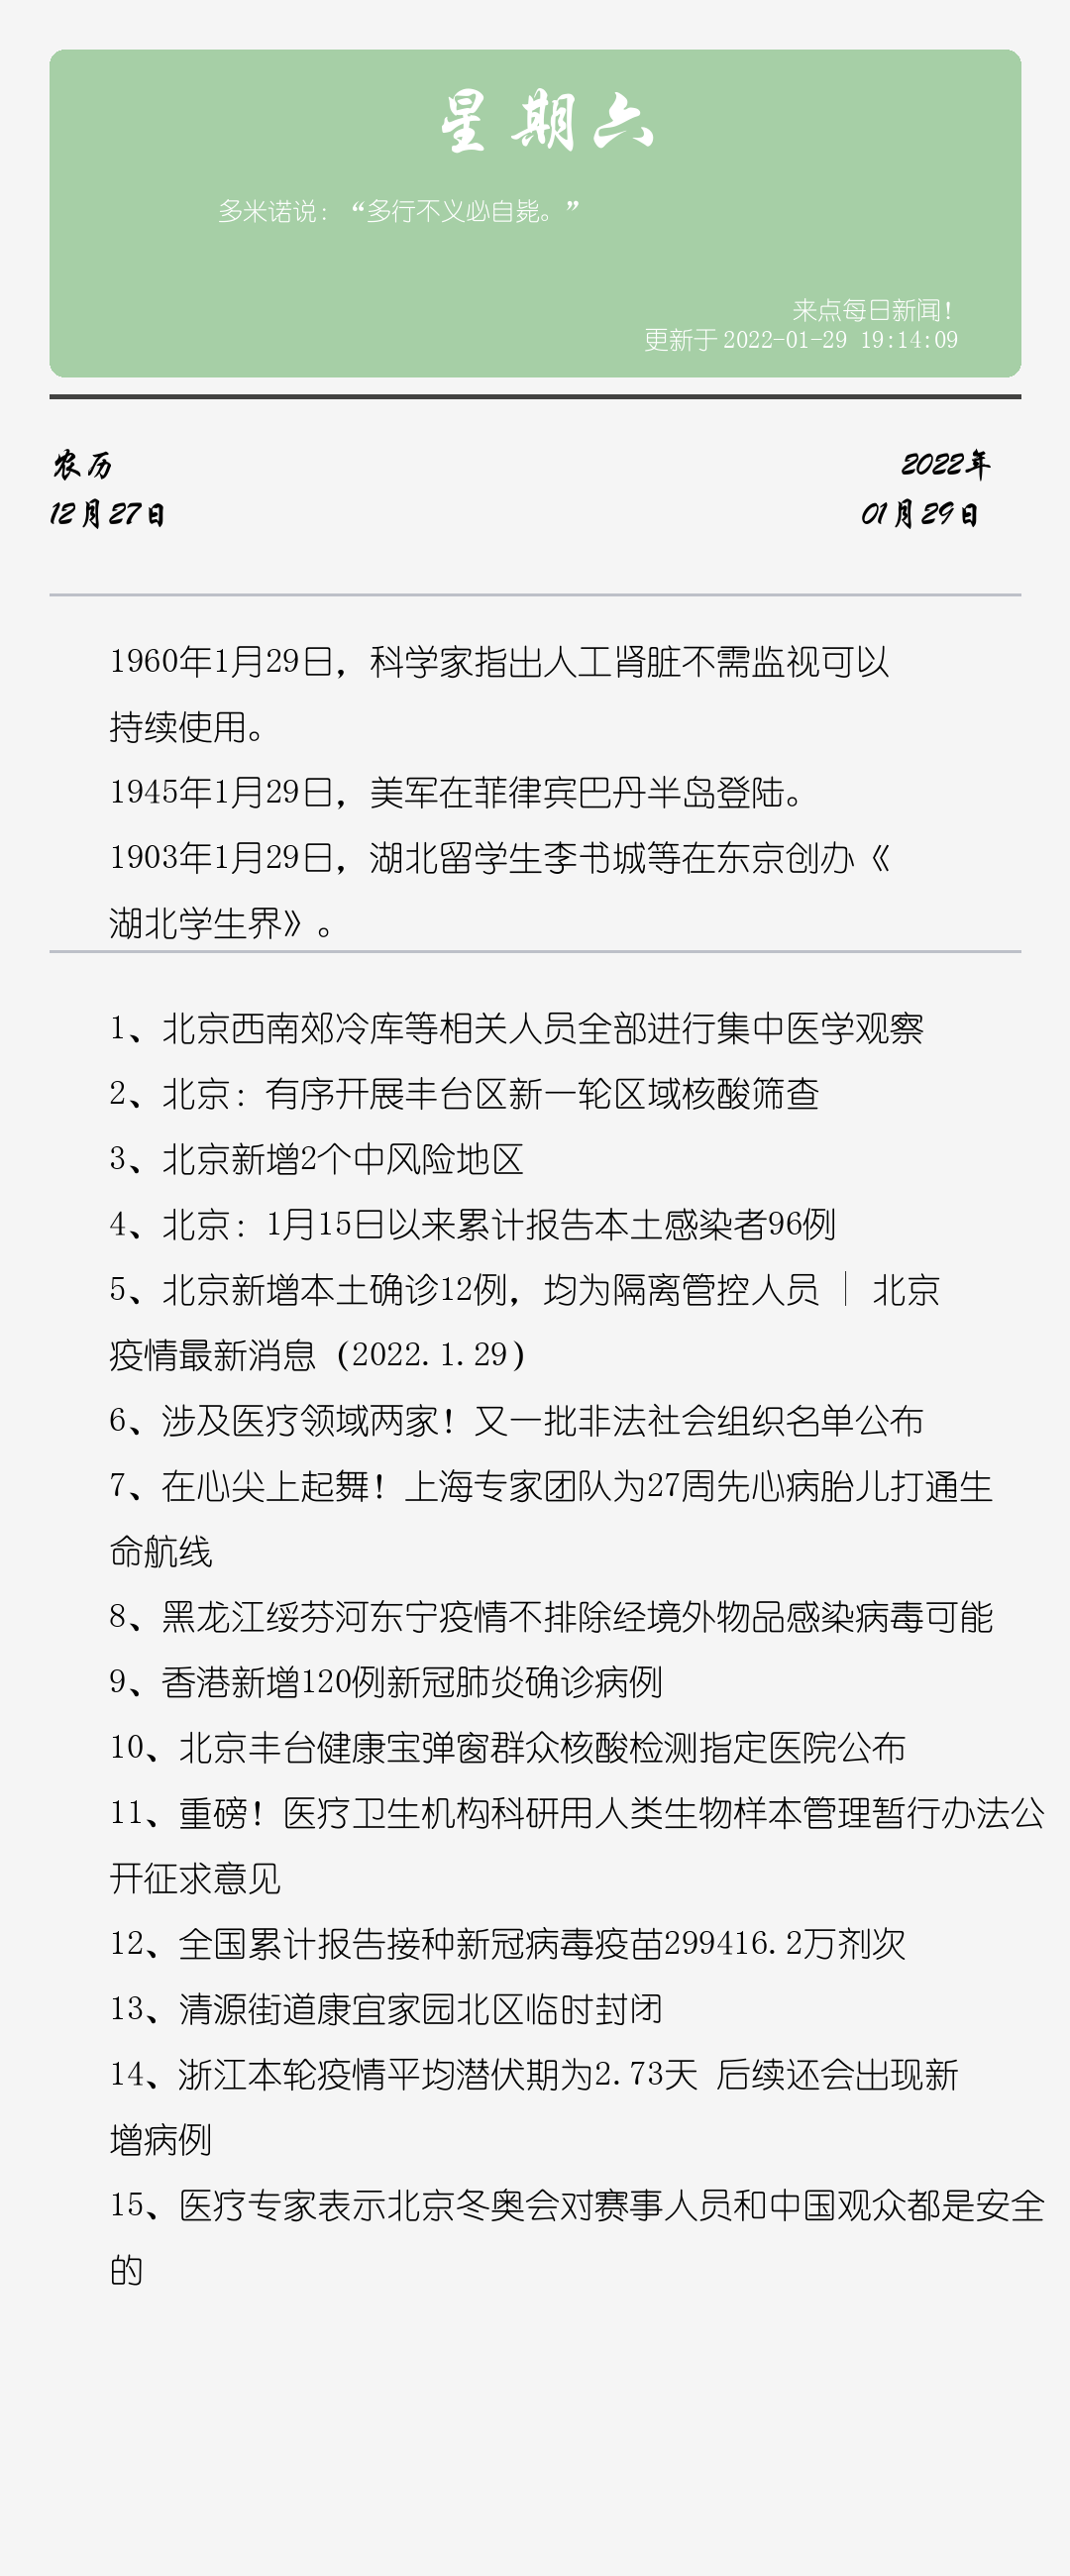 星期六
多米诺说：“多行不义必自毙。”
来点每日新闻！
更新于 2022-01-29 19:14:09
农历
2022年
12月27日
01月29日
1960年1月29日，科学家指出人工肾脏不需监视可以
持续使用。
1945年1月29日，美军在菲律宾巴丹半岛登陆。
1903年1月29日，湖北留学生李书城等在东京创办《
湖北学生界》。
1、北京西南郊冷库等相关人员全部进行集中医学观察
2、北京：有序开展丰台区新一轮区域核酸筛查
3、北京新增2个中风险地区
4、北京：1月15日以来累计报告本土感染者96例
5、北京新增本土确诊12例，均为隔离管控人员 | 北京
疫情最新消息（2022.1.29）
6、涉及医疗领域两家！又一批非法社会组织名单公布
7、在心尖上起舞！上海专家团队为27周先心病胎儿打通生
命航线
8、黑龙江绥芬河东宁疫情不排除经境外物品感染病毒可能
9、香港新增120例新冠肺炎确诊病例
10、北京丰台健康宝弹窗群众核酸检测指定医院公布
11、重磅！医疗卫生机构科研用人类生物样本管理暂行办法公
开征求意见
12、全国累计报告接种新冠病毒疫苗299416.2万剂次
13、清源街道康宜家园北区临时封闭
14、浙江本轮疫情平均潜伏期为2.73天 后续还会出现新
增病例
15、医疗专家表示北京冬奥会对赛事人员和中国观众都是安全
的